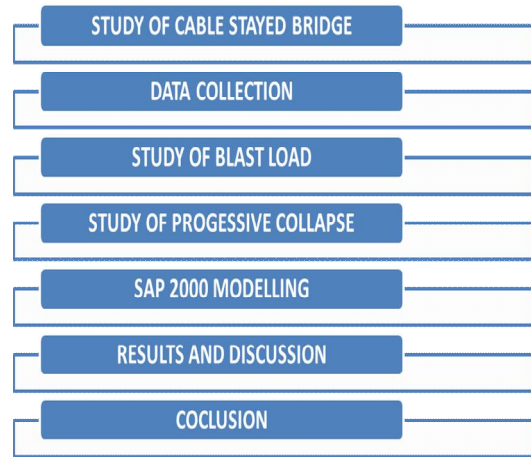 STUDY OF CABLE STAYED BRIDGE
DATA COLLECTION
STUDY OF BLAST LOAD
STUDY OF PROGESSIVE COLLAPSE
SAP 2000 MODELLING
RESULTS AND DISCUSSION
COCLUSION